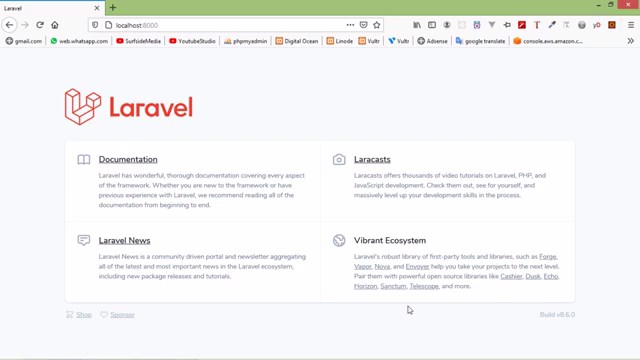 Laravel
localhost:8000
gmail.com web.whatsapp.com SurfsideMedia YoutubeStudio phpmyadmin Digital Ocean Linode Vultr Vultr Adsense google translate console.aws.amazon.c...
Laravel
Documentation
Laravel has wonderful, thorough documentation covering every aspect
of the framework. Whether you are new to the framework or have
previous experience with Laravel, we recommend reading all of the
documentation from beginning to end.
Laracasts
Laracasts offers thousands of video tutorials on Laravel, PHP, and
JavaScript development. Check them out, see for yourself, and
massively level up your development skills in the process.
Laravel News
Laravel News is a community driven portal and newsletter aggregating
all of the latest and most important news in the Laravel ecosystem,
including new package releases and tutorials.
Vibrant Ecosystem
Laravel's robust library of first-party tools and libraries, such as Forge,
Vapor, Nova, and Envoyer help you take your projects to the next level.
Pair them with powerful open source libraries like Cashier, Dusk, Echo,
Horizon, Sanctum, Telescope, and more.
Shop Sponsor
Build v8.6.0